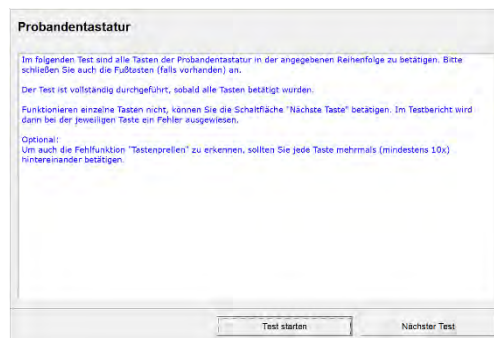 Probandentastatur
Im folgenden Test sind alle Tasten der Probandentastatur in der angegebenen Reihenfolge zu betätigen. Bitte
schließen Sie auch die Fußtasten (falls vorhanden) an.
Der Test ist vollständig durchgeführt, sobald alle Tasten betätigt wurden.
Funktionieren einzelne Tasten nicht, können Sie die Schaltfläche "Nächste Taste" betätigen. Im Testbericht wird
dann bei der jeweiligen Taste ein Fehler ausgewiesen.
Optional:
Um auch die Fehlfunktion "Tastenprellen" zu erkennen, sollten Sie jede Taste mehrmals (mindestens 10x)
hintereinander betätigen.
Test starten
Nächster Test